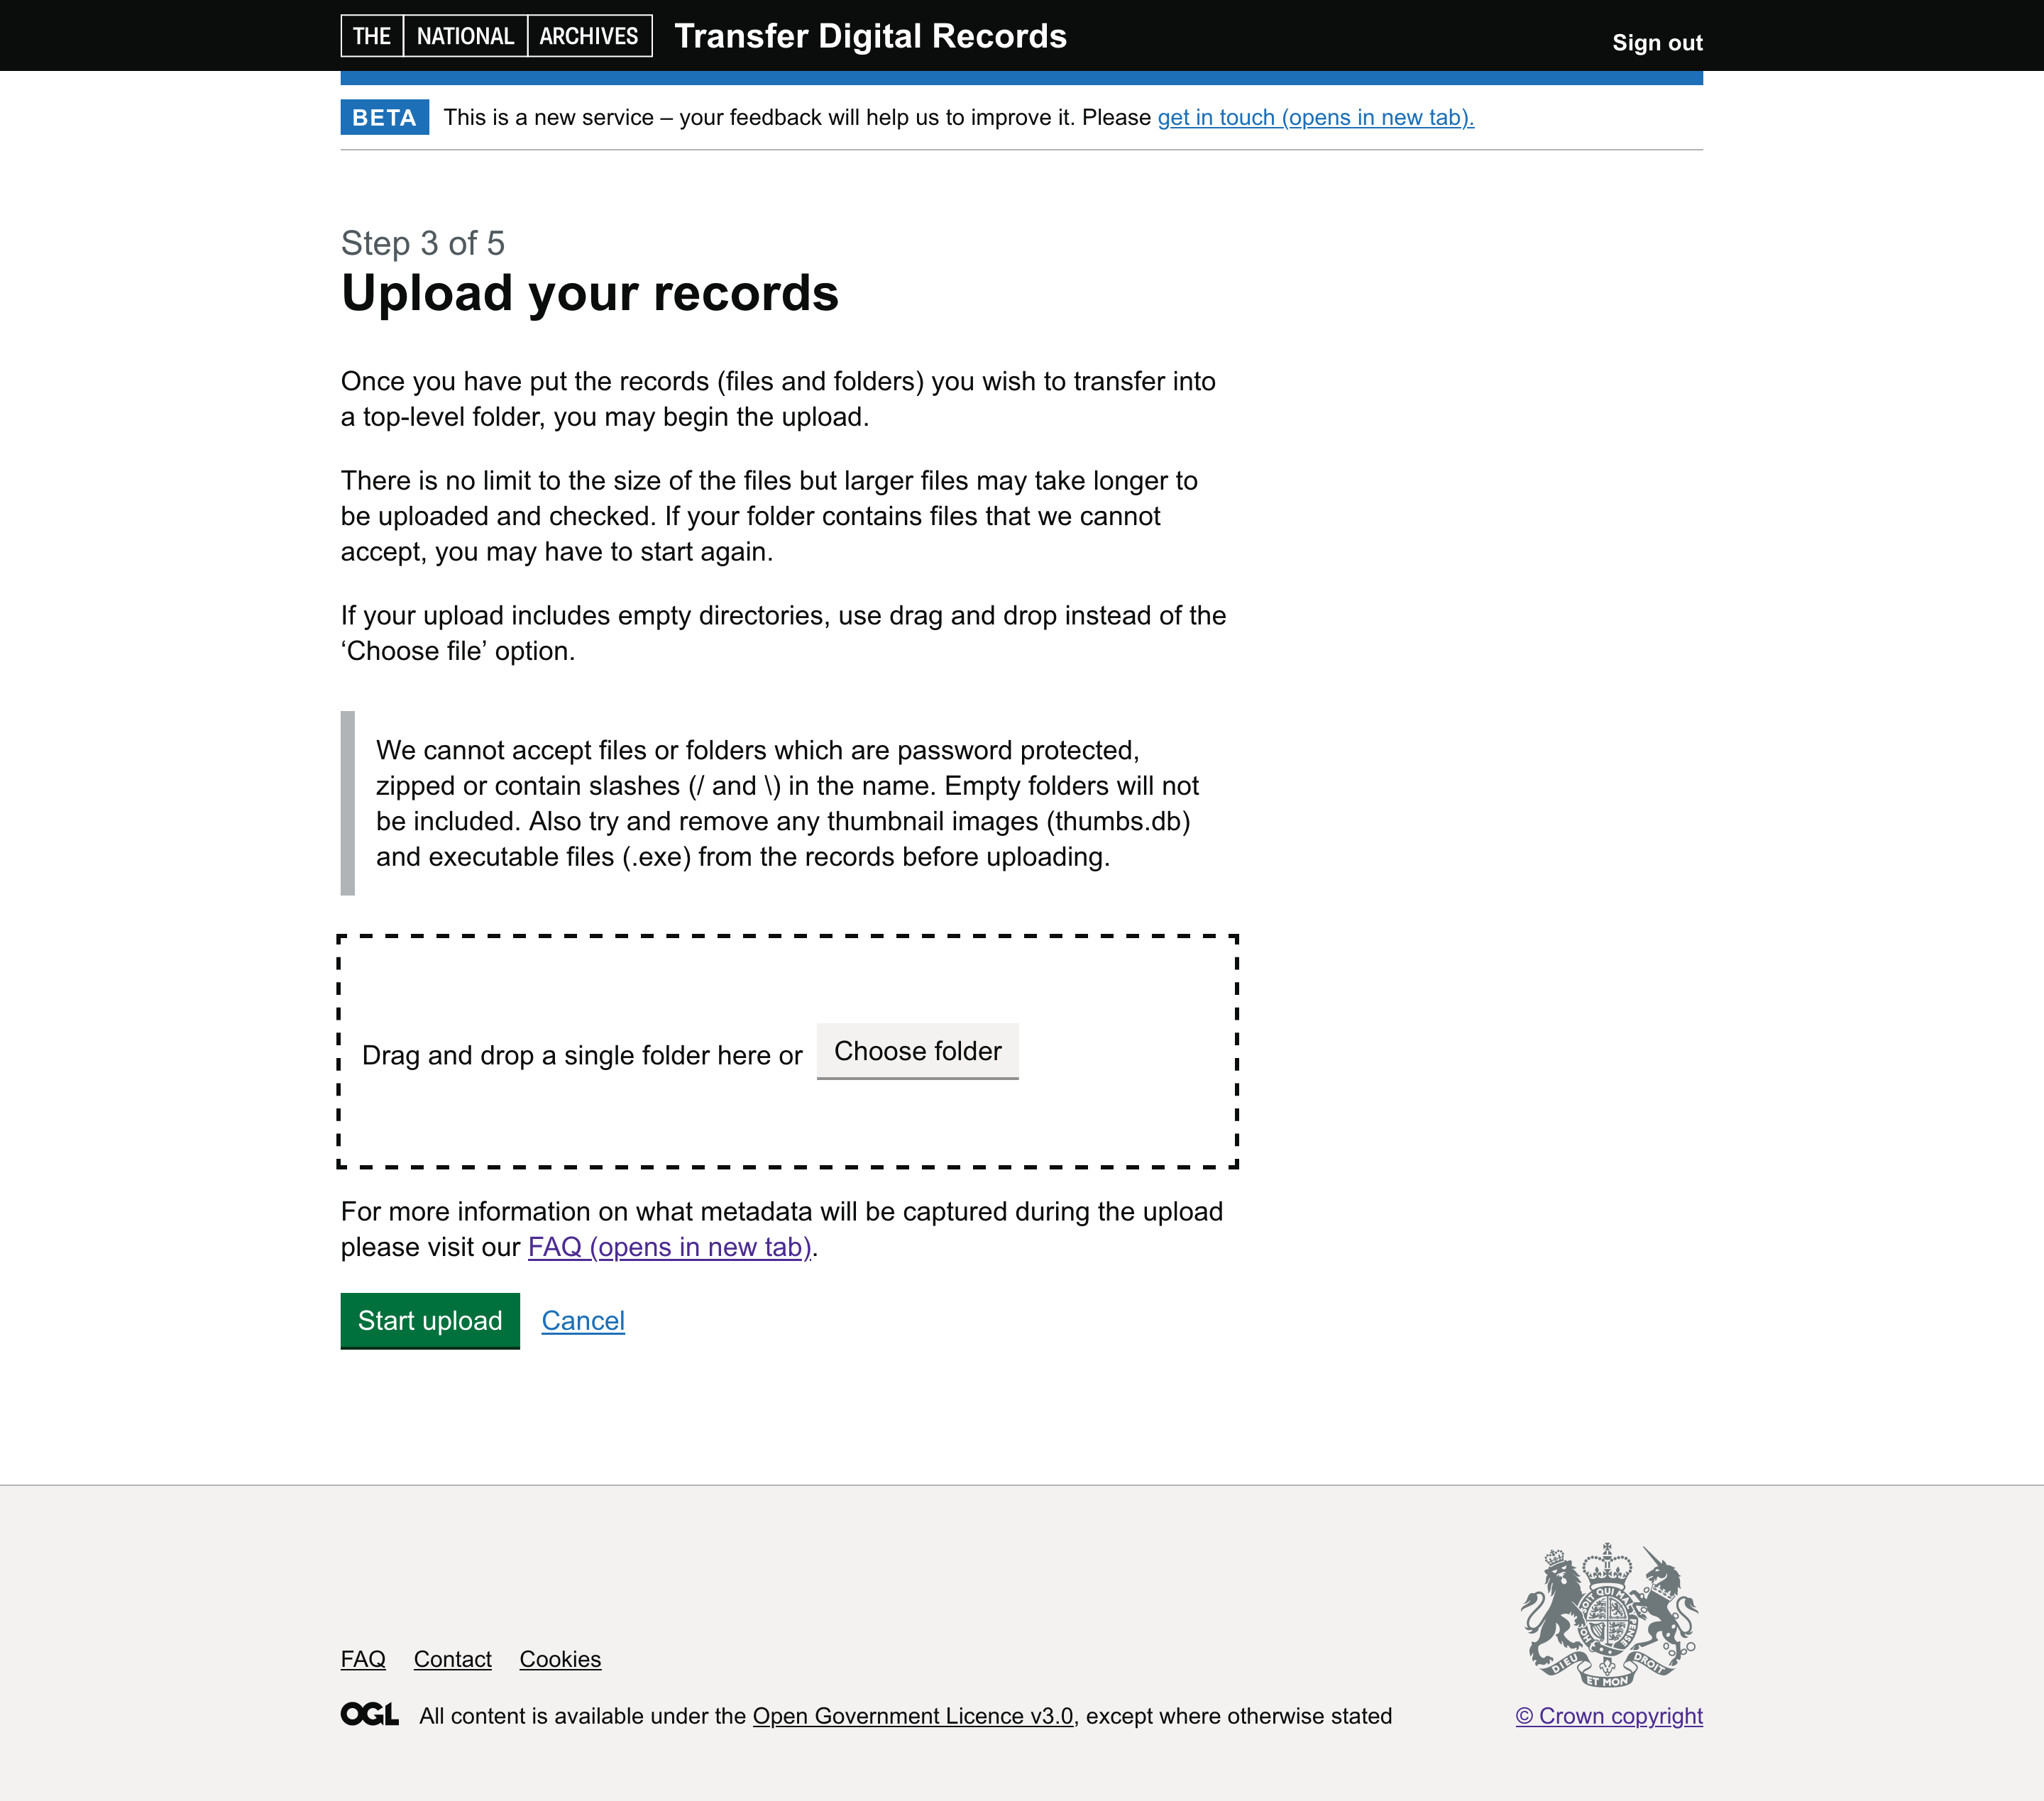 THE NATIONAL ARCHIVES Transfer Digital Records
Sign out
BETA This is a new service – your feedback will help us to improve it. Please get in touch (opens in new tab).
Step 3 of 5
Upload your records
Once you have put the records (files and folders) you wish to transfer into
a top-level folder, you may begin the upload.
There is no limit to the size of the files but larger files may take longer to
be uploaded and checked. If your folder contains files that we cannot
accept, you may have to start again.
If your upload includes empty directories, use drag and drop instead of the
‘Choose file’ option.
We cannot accept files or folders which are password protected,
zipped or contain slashes (/ and \) in the name. Empty folders will not
be included. Also try and remove any thumbnail images (thumbs.db)
and executable files (.exe) from the records before uploading.
Drag and drop a single folder here or Choose folder
For more information on what metadata will be captured during the upload
please visit our FAQ (opens in new tab).
Start upload Cancel
DIEU ET MON DROIT
FAQ Contact Cookies
OGL All content is available under the Open Government Licence v3.0, except where otherwise stated
© Crown copyright